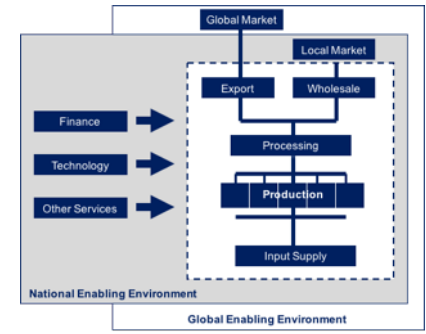 Global Market
Local Market
Export
Wholesale
Finance
Processing
Technology
Production
Other Services
Input Supply
National Enabling Environment
Global Enabling Environment